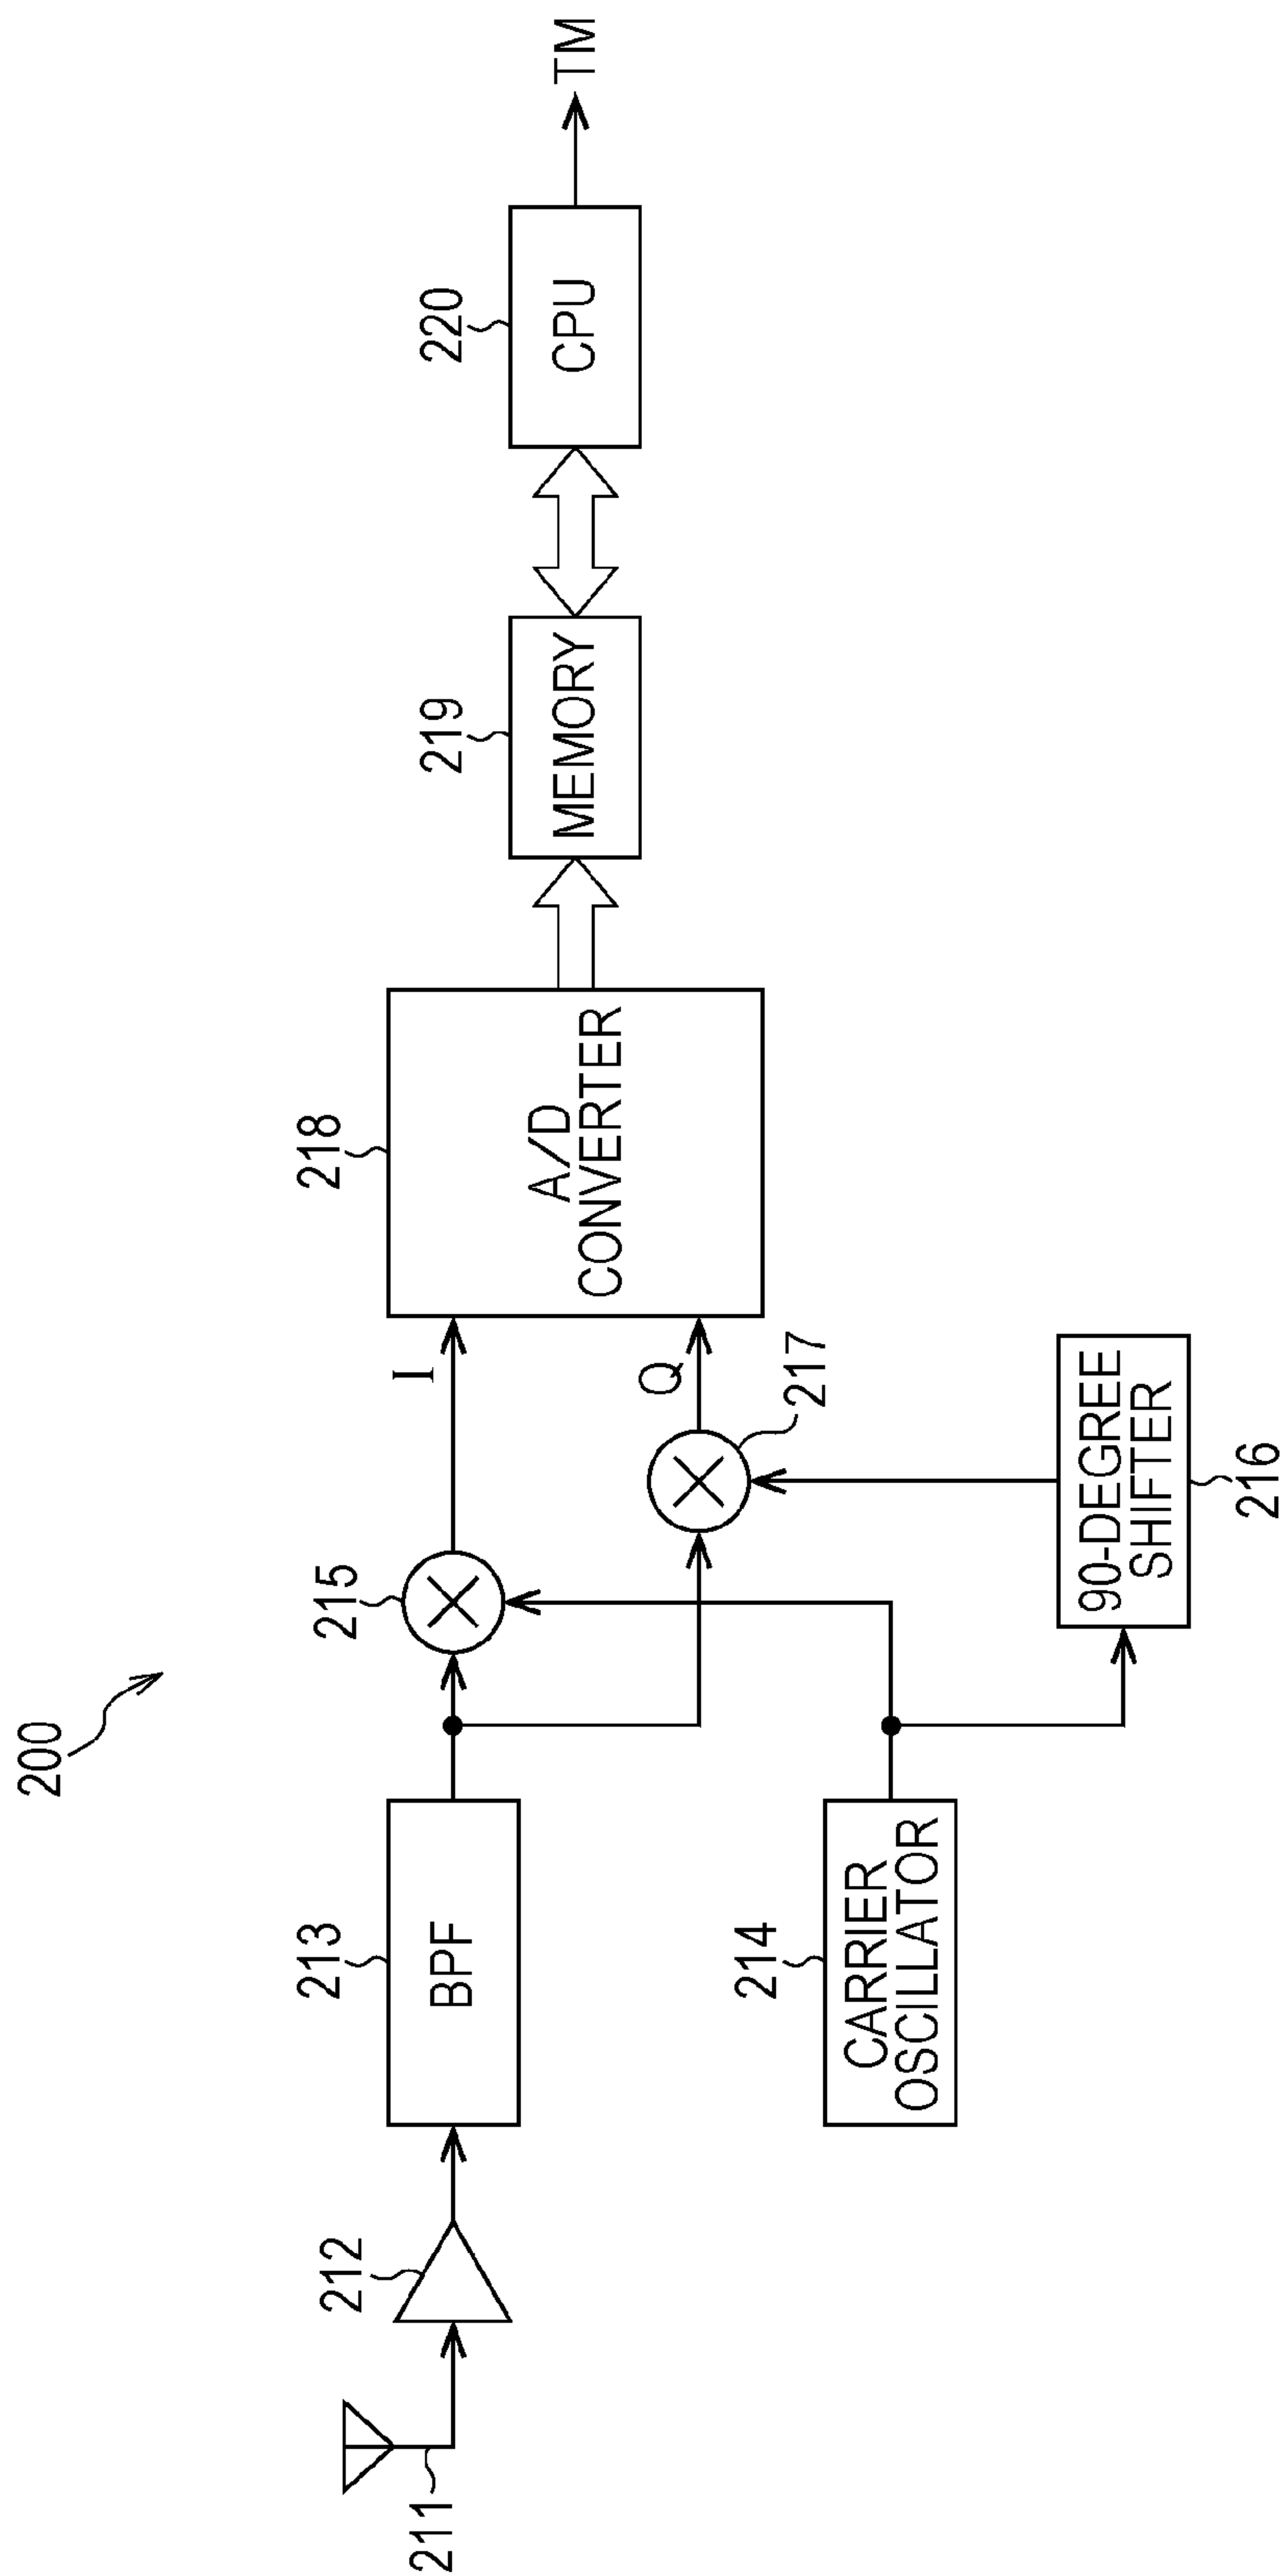 200
211
212
213
BPF
214
CARRIER
OSCILLATOR
215
I
Q
217
90-DEGREE
SHIFTER
216
218
A/D
CONVERTER
219
MEMORY
220
CPU
TM